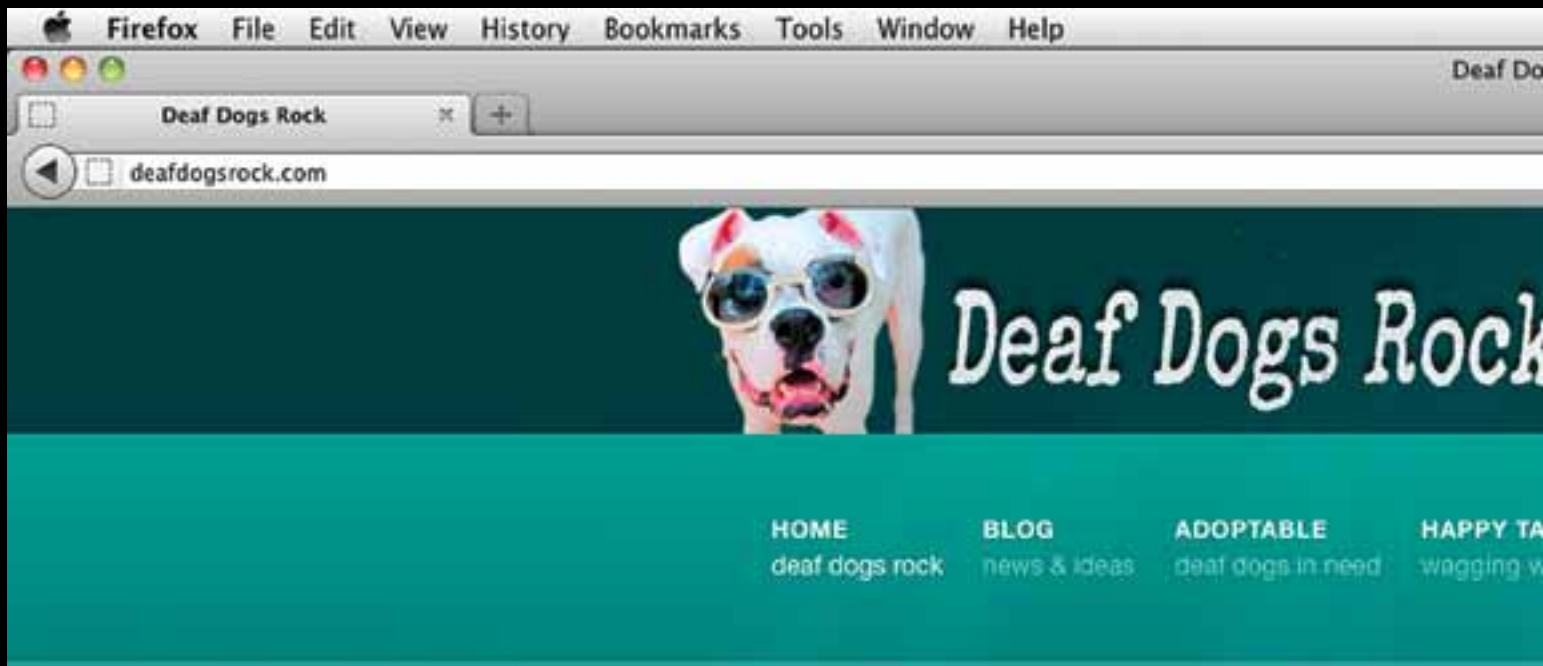 Firefox File Edit View History Bookmarks Tools Window Help
Deaf Do
Deaf Dogs Rock
deafdogsrock.com
Deaf Dogs Rock
HOME BLOG ADOPTABLE HAPPY TA
deaf dogs rock news & ideas deaf dogs in need wagging w